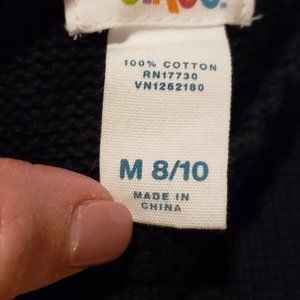 100% COTTON
RN17730
VN1262180
M 8/10
MADE IN
CHINA